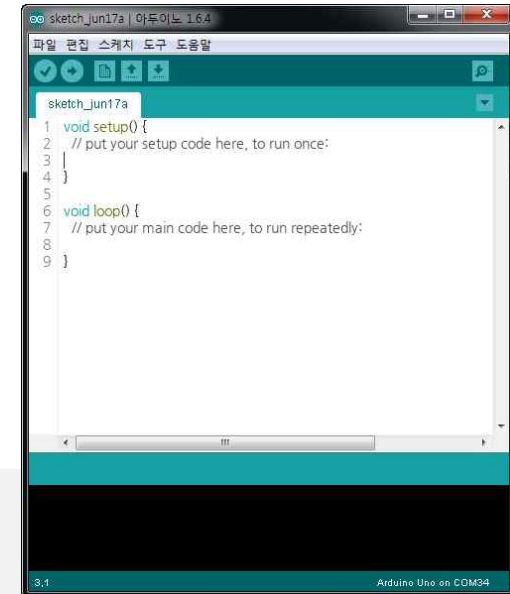 sketch_jun17a | 아두이노 1.6.4
파일 편집 스케치 도구 도움말
sketch_jun17a
1 void setup() {
2 // put your setup code here, to run once:
3
4 }
5
6 void loop() {
7 // put your main code here, to run repeatedly:
8
9 }
3,1 Arduino Uno on COM34